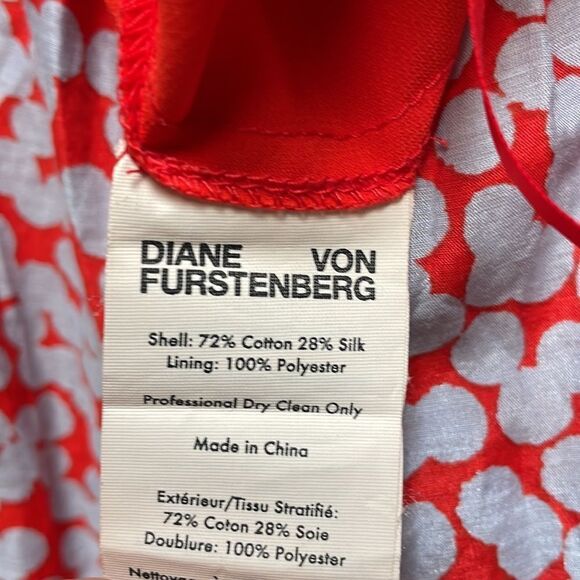 DIANE VON
FURSTENBERG
Shell: 72% Cotton 28% Silk
Lining: 100% Polyester
Professional Dry Clean Only
Made in China
Extérieur/Tissu Stratifié:
72% Coton 28% Soie
Doublure: 100% Polyester